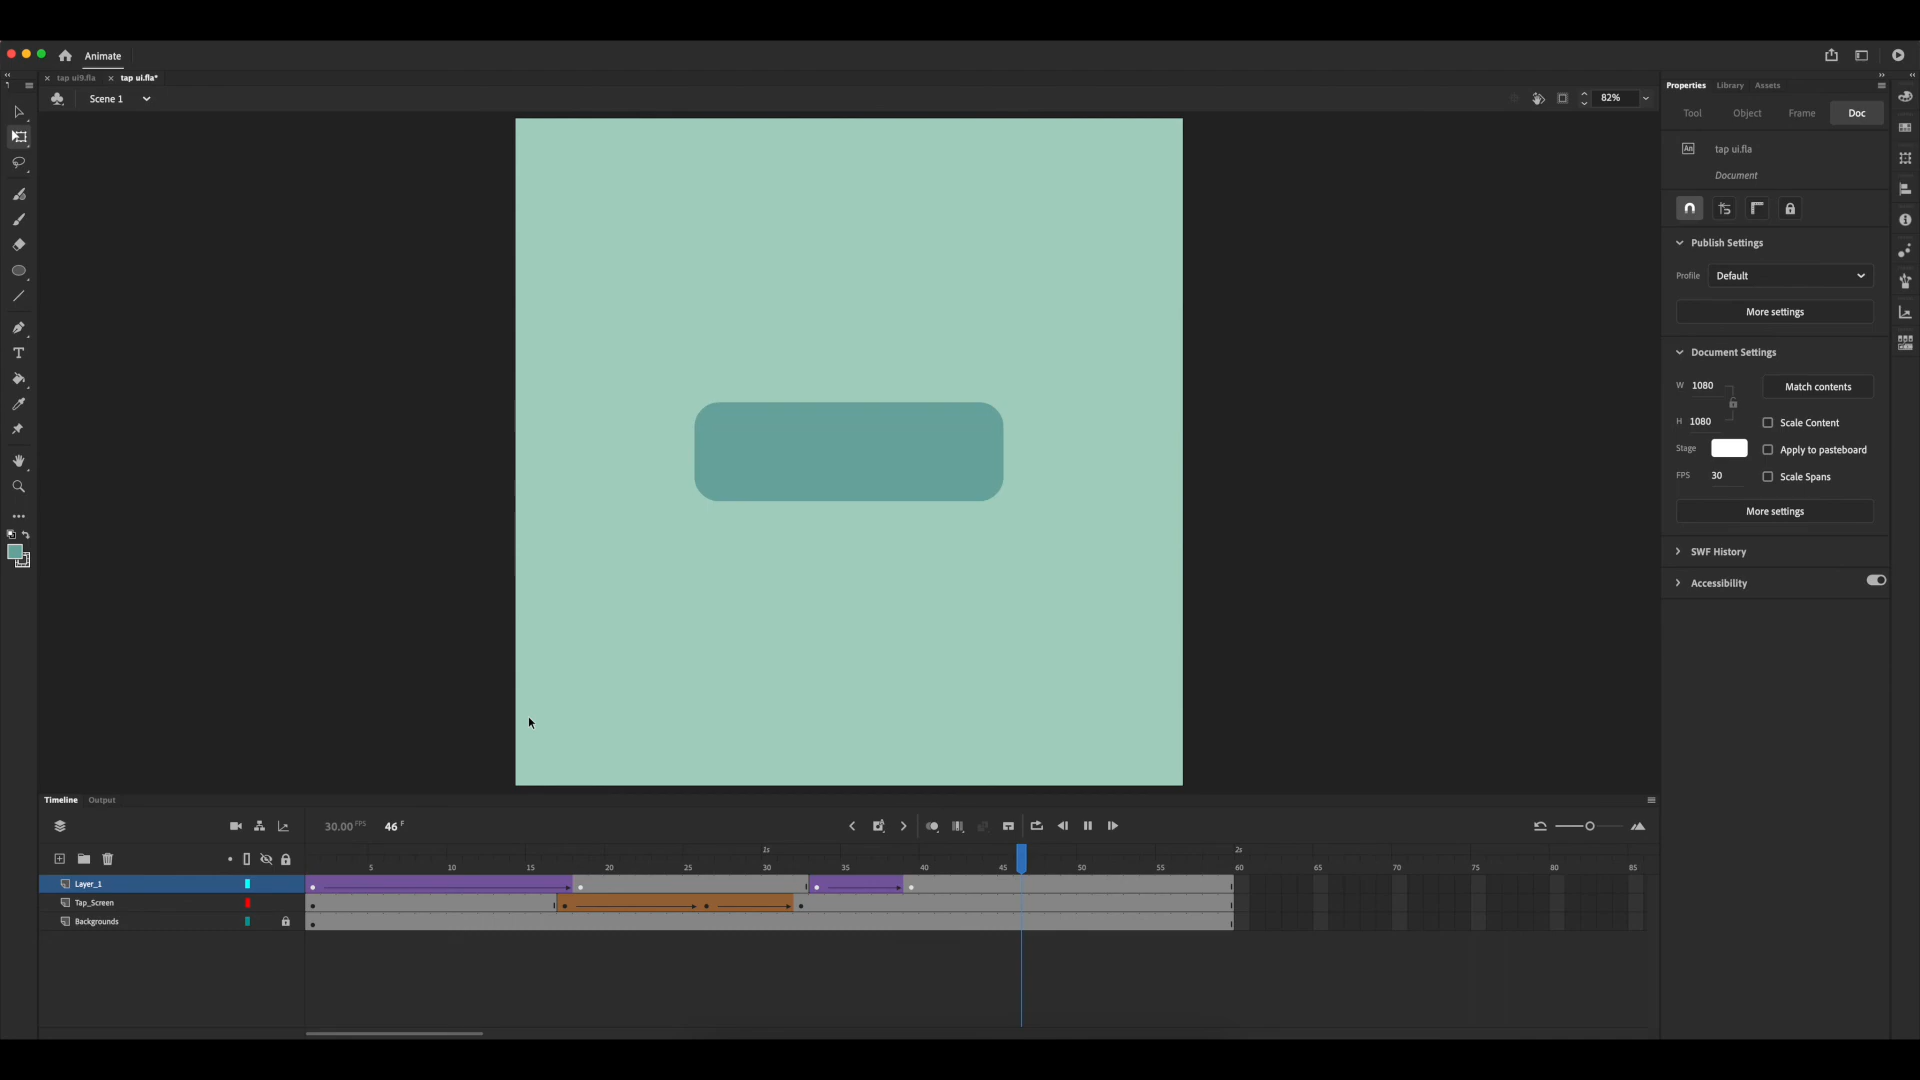 Animate
tap ui9.fla
tap ui.fla*
Scene 1
82%
Properties
Library
Assets
Tool
Object
Frame
Doc
An
tap ui.fla
Document
Publish Settings
Profile
Default
More settings
Document Settings
W 1080
Match contents
H 1080
Scale Content
Stage
Apply to pasteboard
FPS 30
Scale Spans
More settings
SWF History
Accessibility
Timeline
Output
30.00 FPS
46 F
1s
2s
5 10 15 20 25 30 35 40 45 50 55 60 65 70 75 80 85
Layer_1
Tap_Screen
Backgrounds